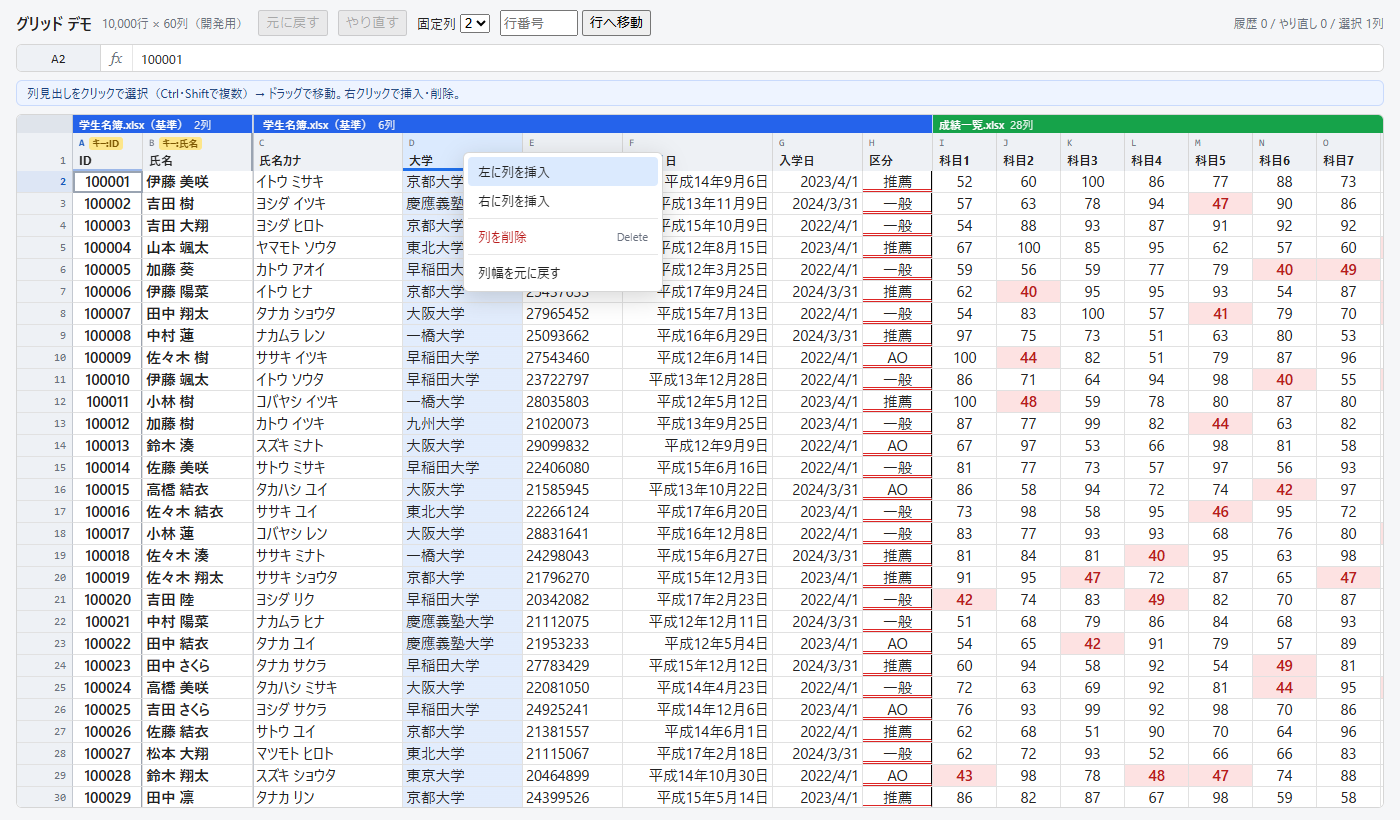 グリッド デモ 10,000行 × 60列（開発用） 元に戻す やり直す 固定列 2 行番号 行へ移動 履歴 0 / やり直し 0 / 選択 1列
A2 fx 100001
列見出しをクリックで選択（Ctrl・Shiftで複数）→ ドラッグで移動。右クリックで挿入・削除。
学生名簿.xlsx（基準） 2列 学生名簿.xlsx（基準） 6列 成績一覧.xlsx 28列
A キー:ID B キー:氏名 C D E F G H I J K L M N O
1 ID 氏名 氏名カナ 大学 日 入学日 区分 科目1 科目2 科目3 科目4 科目5 科目6 科目7
2 100001 伊藤 美咲 イトウ ミサキ 京都大学 平成14年9月6日 2023/4/1 推薦 52 60 100 86 77 88 73
3 100002 吉田 樹 ヨシダ イツキ 慶應義塾 平成13年11月9日 2024/3/31 一般 57 63 78 94 47 90 86
4 100003 吉田 大翔 ヨシダ ヒロト 京都大学 平成15年10月9日 2022/4/1 一般 54 88 93 87 91 92 92
5 100004 山本 颯太 ヤマモト ソウタ 東北大学 平成12年8月15日 2023/4/1 推薦 67 100 85 95 62 57 60
6 100005 加藤 葵 カトウ アオイ 早稲田大 平成12年3月25日 2022/4/1 一般 59 56 59 77 79 40 49
7 100006 伊藤 陽菜 イトウ ヒナ 京都大学 平成17年9月24日 2024/3/31 推薦 62 40 95 95 93 54 87
8 100007 田中 翔太 タナカ ショウタ 大阪大学 27965452 平成15年7月13日 2022/4/1 一般 54 83 100 57 41 79 70
9 100008 中村 蓮 ナカムラ レン 一橋大学 25093662 平成16年6月29日 2024/3/31 推薦 97 75 73 51 63 80 53
10 100009 佐々木 樹 ササキ イツキ 早稲田大学 27543460 平成12年6月14日 2022/4/1 AO 100 44 82 51 79 87 96
11 100010 伊藤 颯太 イトウ ソウタ 早稲田大学 23722797 平成13年12月28日 2022/4/1 一般 86 71 64 94 98 40 55
12 100011 小林 樹 コバヤシ イツキ 一橋大学 28035803 平成12年5月12日 2023/4/1 推薦 100 48 59 78 80 87 80
13 100012 加藤 樹 カトウ イツキ 九州大学 21020073 平成13年9月25日 2023/4/1 一般 87 77 99 82 44 63 82
14 100013 鈴木 湊 スズキ ミナト 大阪大学 29099832 平成12年9月9日 2022/4/1 AO 67 97 53 66 98 81 58
15 100014 佐藤 美咲 サトウ ミサキ 早稲田大学 22406080 平成15年6月16日 2022/4/1 一般 81 77 73 57 97 56 93
16 100015 高橋 結衣 タカハシ ユイ 大阪大学 21585945 平成13年10月22日 2024/3/31 AO 86 58 94 72 74 42 97
17 100016 佐々木 結衣 ササキ ユイ 東北大学 22266124 平成17年6月20日 2023/4/1 一般 73 98 58 95 46 95 72
18 100017 小林 蓮 コバヤシ レン 大阪大学 28831641 平成16年12月8日 2022/4/1 一般 83 77 93 93 68 76 80
19 100018 佐々木 湊 ササキ ミナト 一橋大学 24298043 平成15年6月27日 2024/3/31 推薦 81 84 81 40 95 63 98
20 100019 佐々木 翔太 ササキ ショウタ 京都大学 21796270 平成15年12月3日 2023/4/1 推薦 91 95 47 72 87 65 47
21 100020 吉田 陸 ヨシダ リク 早稲田大学 20342082 平成17年2月23日 2022/4/1 一般 42 74 83 49 82 70 87
22 100021 中村 陽菜 ナカムラ ヒナ 慶應義塾大学 21112075 平成12年12月11日 2024/3/31 一般 51 68 79 86 84 68 93
23 100022 田中 結衣 タナカ ユイ 慶應義塾大学 21953233 平成12年5月4日 2023/4/1 AO 54 65 42 91 79 57 89
24 100023 田中 さくら タナカ サクラ 早稲田大学 27783429 平成15年12月12日 2024/3/31 推薦 60 94 58 92 54 49 81
25 100024 高橋 美咲 タカハシ ミサキ 大阪大学 22081050 平成14年4月23日 2022/4/1 一般 72 63 69 92 81 44 95
26 100025 吉田 さくら ヨシダ サクラ 早稲田大学 24925241 平成14年9月6日 2022/4/1 AO 76 93 99 92 98 70 86
27 100026 佐藤 結衣 サトウ ユイ 京都大学 21381557 平成14年6月1日 2022/4/1 推薦 62 68 51 90 70 64 96
28 100027 松本 大翔 マツモト ヒロト 東北大学 21115067 平成17年2月18日 2024/3/31 一般 62 72 93 52 66 66 83
29 100028 鈴木 翔太 スズキ ショウタ 東京大学 20464899 平成14年10月30日 2022/4/1 AO 43 98 78 48 47 74 88
30 100029 田中 凛 タナカ リン 京都大学 24399526 平成15年5月14日 2023/4/1 推薦 86 82 87 67 98 59 58
左に列を挿入
右に列を挿入
列を削除 Delete
列幅を元に戻す